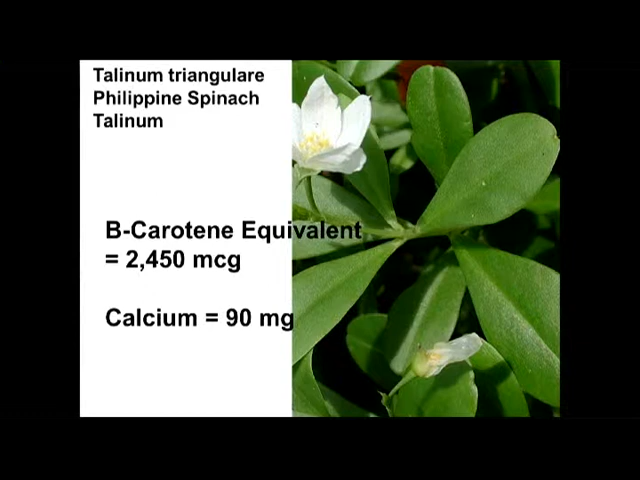 Talinum triangulare
Philippine Spinach
Talinum
B-Carotene Equivalent
= 2,450 mcg
Calcium = 90 mg